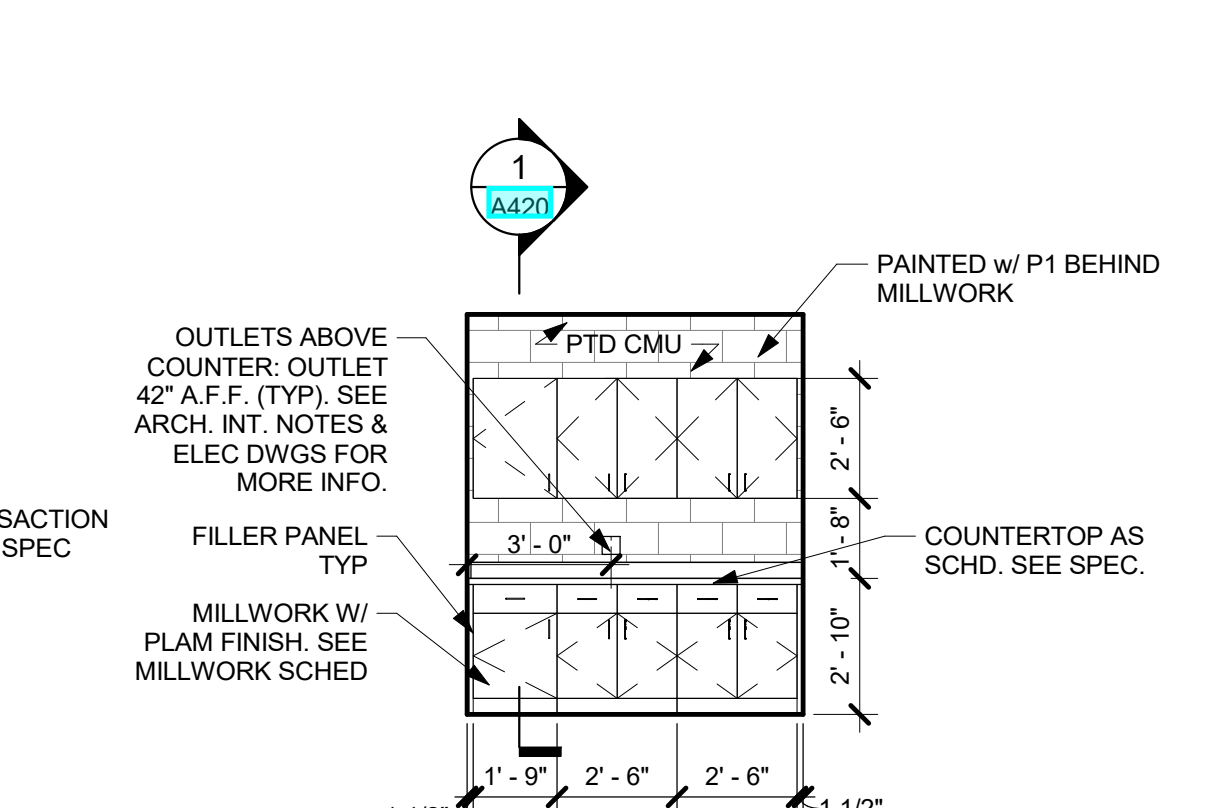 1
A420
PAINTED w/ P1 BEHIND
MILLWORK
OUTLETS ABOVE
COUNTER: OUTLET
42" A.F.F. (TYP). SEE
ARCH. INT. NOTES &
ELEC DWGS FOR
MORE INFO.
PTD CMU
2' - 6"
SACTION
SPEC
FILLER PANEL
TYP
3' - 0"
1' - 8"
COUNTERTOP AS
SCHD. SEE SPEC.
MILLWORK W/
PLAM FINISH. SEE
MILLWORK SCHED
2' - 10"
1' - 9"
2' - 6"
2' - 6"
1 1/2"